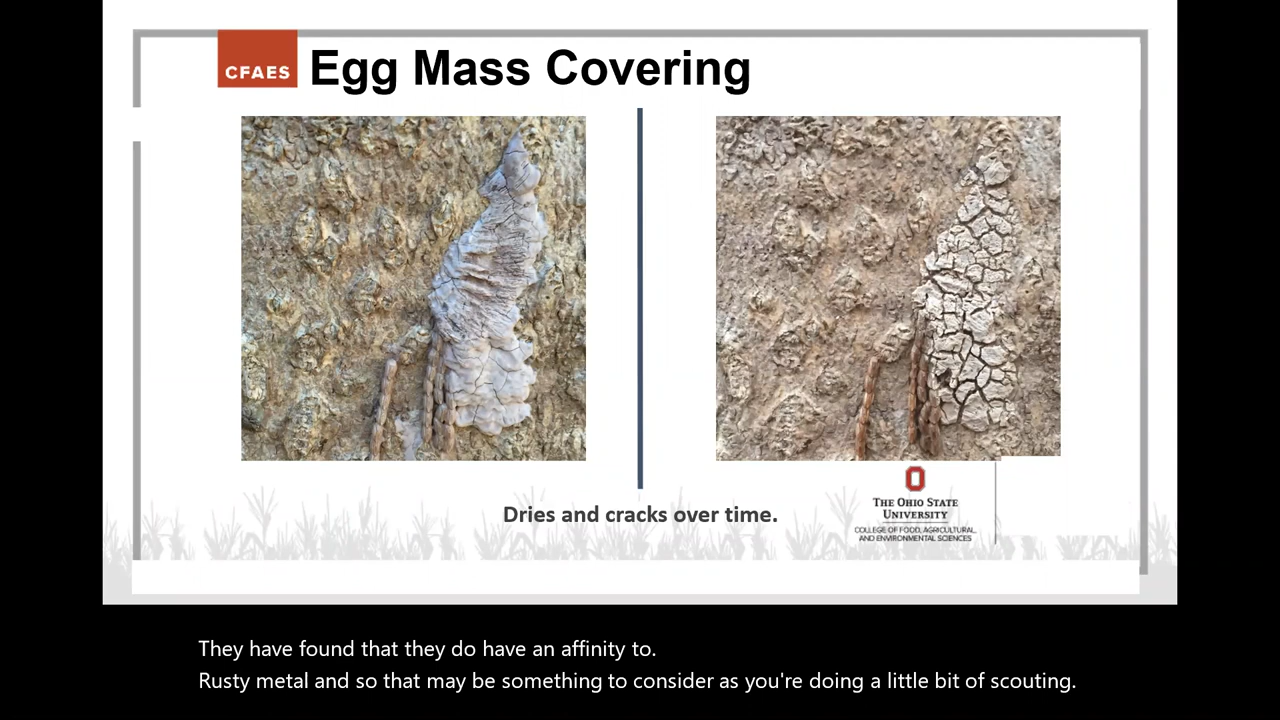 CFAES
Egg Mass Covering
Dries and cracks over time.
THE OHIO STATE
UNIVERSITY
COLLEGE OF FOOD, AGRICULTURAL,
AND ENVIRONMENTAL SCIENCES
They have found that they do have an affinity to.
Rusty metal and so that may be something to consider as you're doing a little bit of scouting.